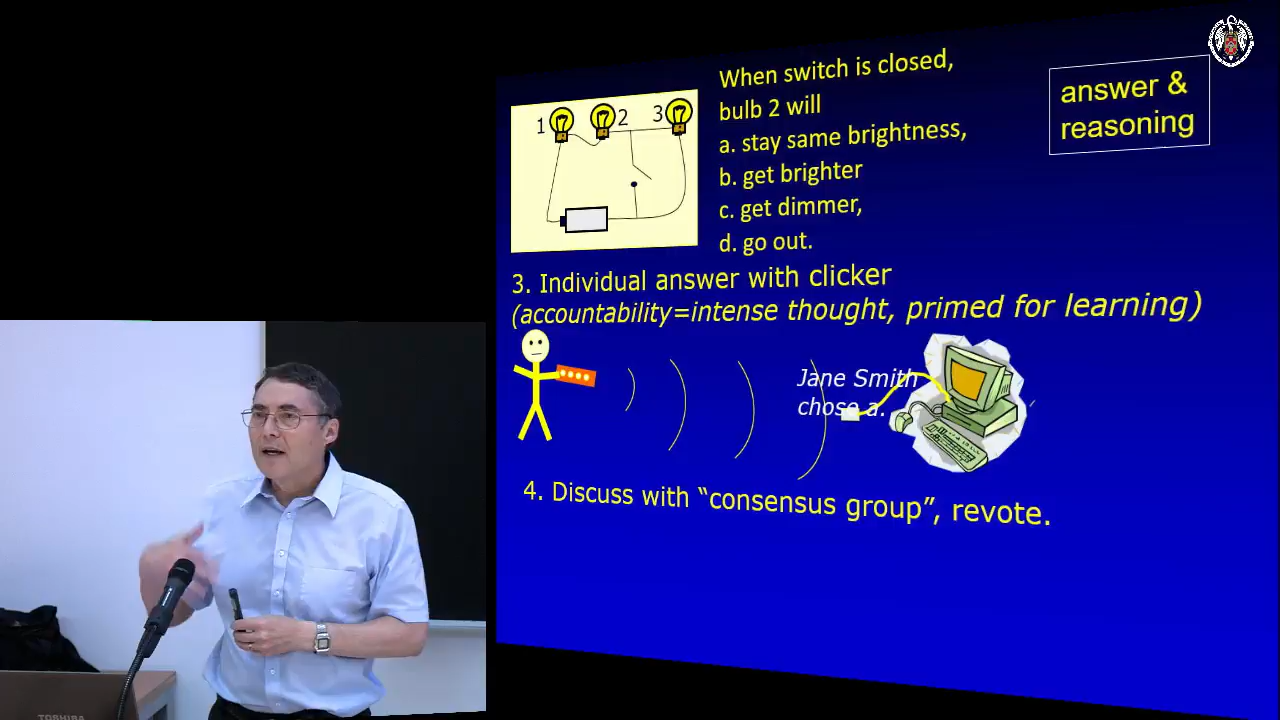 When switch is closed,
bulb 2 will
a. stay same brightness,
b. get brighter
c. get dimmer,
d. go out.
answer &
reasoning
1
2
3
3. Individual answer with clicker
(accountability=intense thought, primed for learning)
Jane Smith
chose a.
4. Discuss with “consensus group”, revote.
TOSHIBA